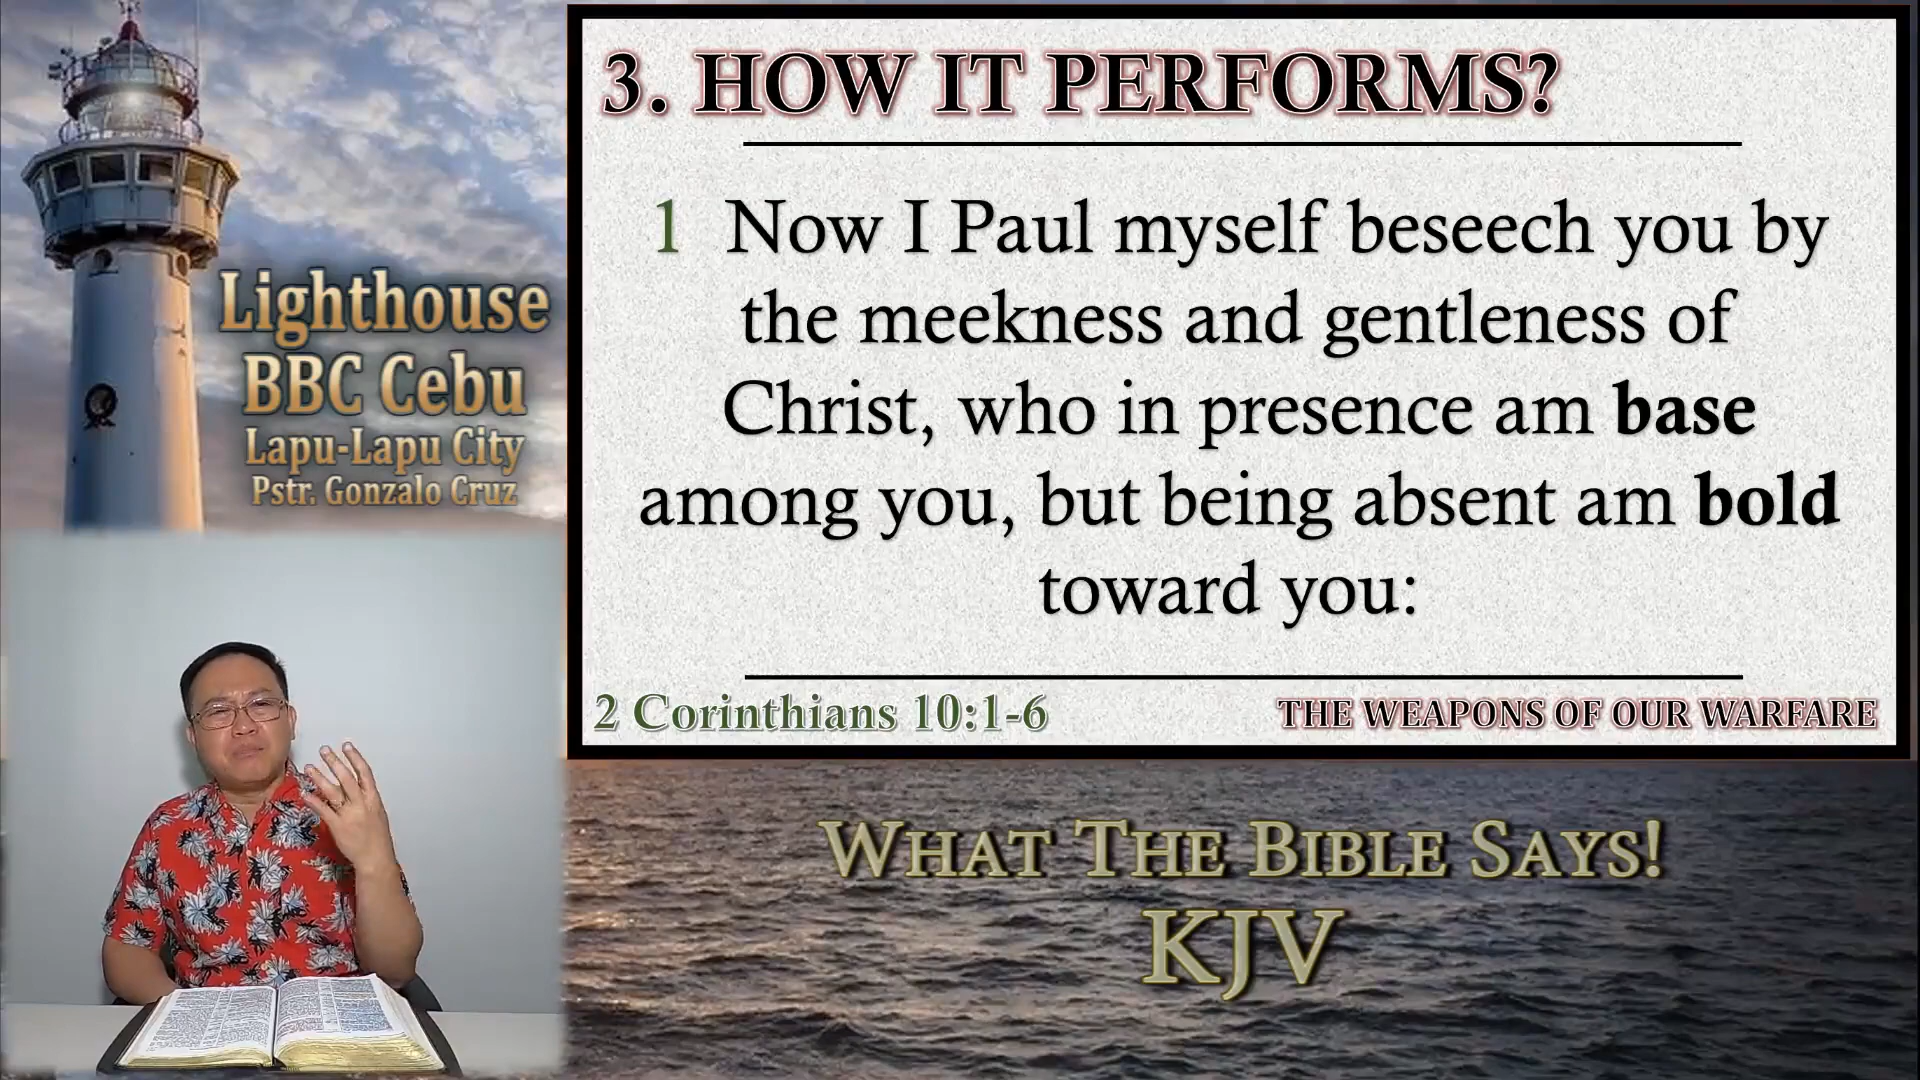 Lighthouse
BBC Cebu
Lapu-Lapu City
Pstr. Gonzalo Cruz
3. HOW IT PERFORMS?
1 Now I Paul myself beseech you by
the meekness and gentleness of
Christ, who in presence am base
among you, but being absent am bold
toward you:
2 Corinthians 10:1-6
THE WEAPONS OF OUR WARFARE
WHAT THE BIBLE SAYS!
KJV